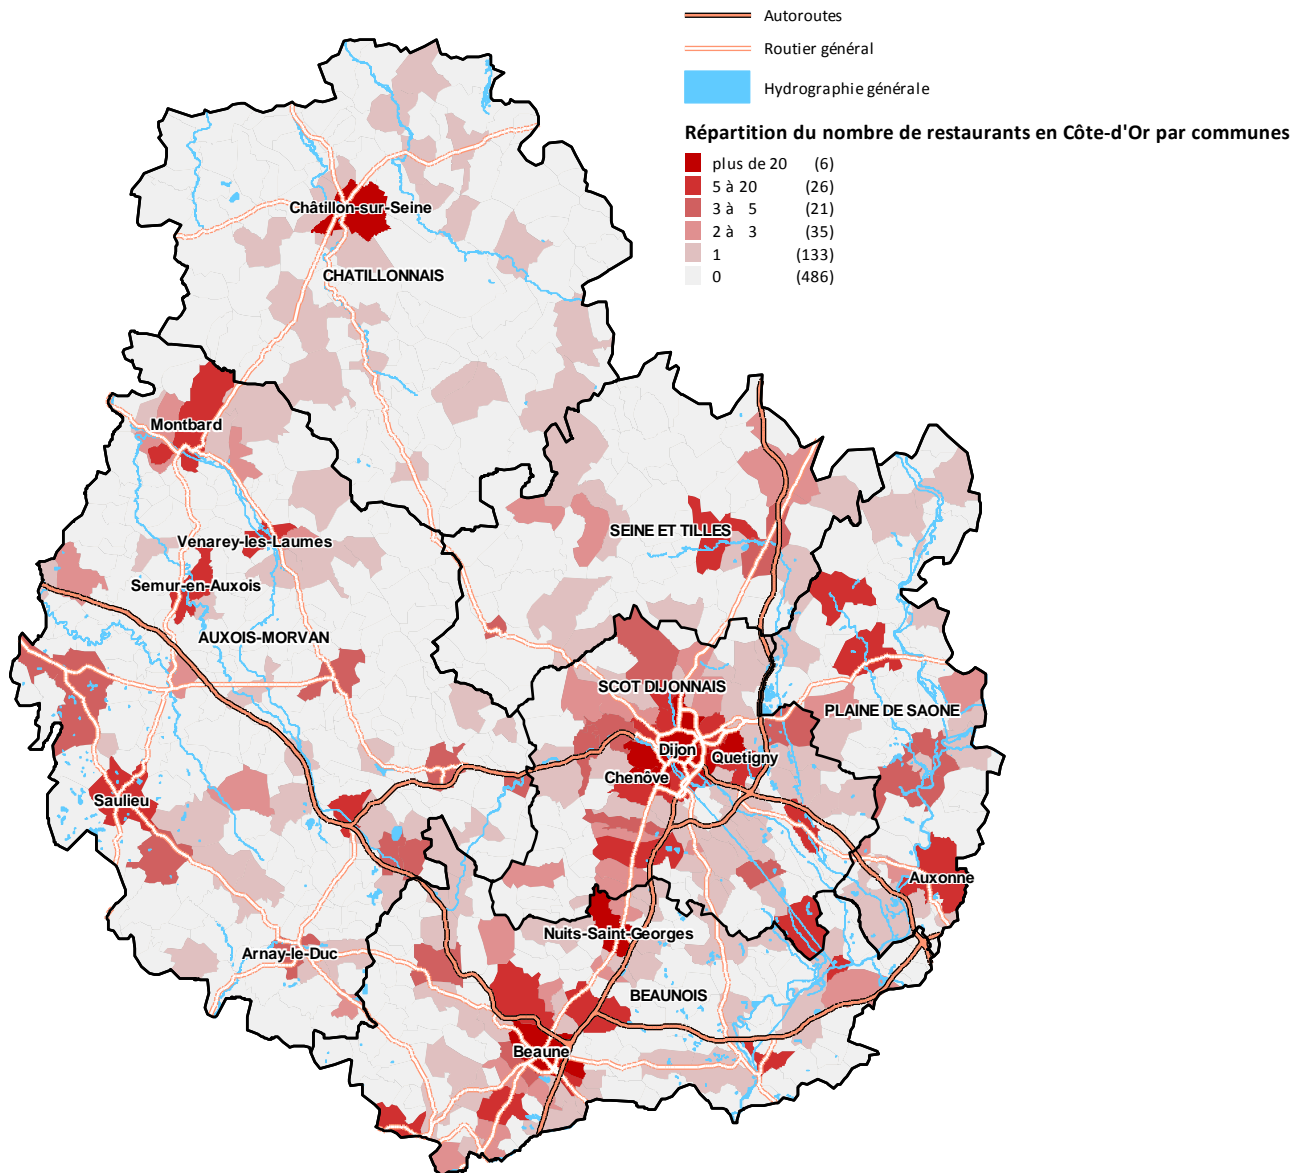 Autoroutes
Routier général
Hydrographie générale
Répartition du nombre de restaurants en Côte-d'Or par communes
plus de 20 (6)
5 à 20 (26)
3 à 5 (21)
2 à 3 (35)
1 (133)
0 (486)
Châtillon-sur-Seine
CHATILLONNAIS
Montbard
SEINE ET TILLES
Venarey-les-Laumes
Semur-en-Auxois
AUXOIS-MORVAN
SCOT DIJONNAIS
PLAINE DE SAONE
Dijon
Quetigny
Chenôve
Saulieu
Auxonne
Nuits-Saint-Georges
Arnay-le-Duc
BEAUNOIS
Beaune